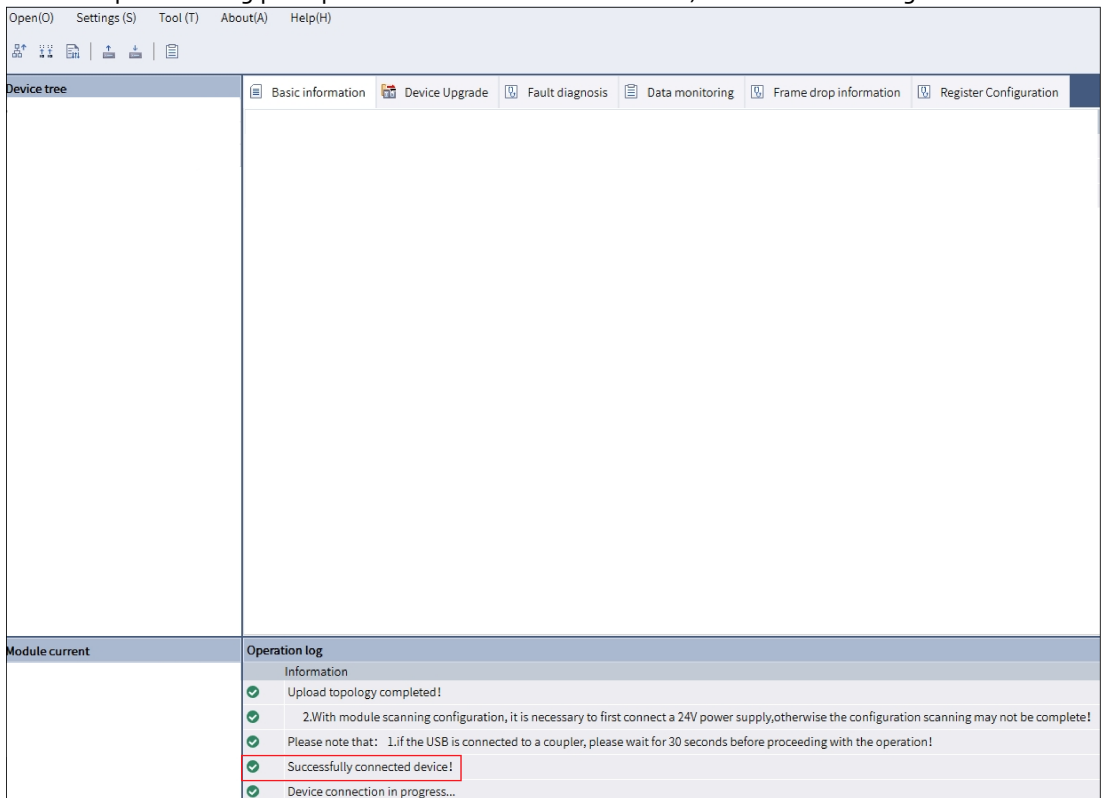 Open(O) Settings (S) Tool (T) About(A) Help(H)
Device tree
Basic information Device Upgrade Fault diagnosis Data monitoring Frame drop information Register Configuration
Module current
Operation log
Information
Upload topology completed!
2.With module scanning configuration, it is necessary to first connect a 24V power supply,otherwise the configuration scanning may not be complete!
Please note that: 1.if the USB is connected to a coupler, please wait for 30 seconds before proceeding with the operation!
Successfully connected device!
Device connection in progress...